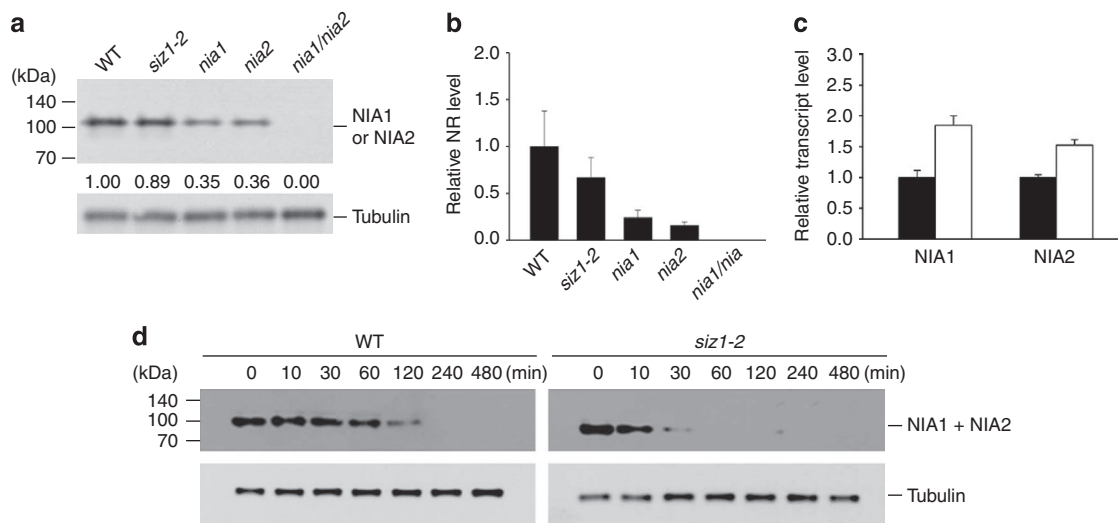 a
WT siz1-2 nia1 nia2 nia1/nia2
(kDa)
140
100
70
NIA1
or NIA2
1.00 0.89 0.35 0.36 0.00
Tubulin
b
Relative NR level
2.0
1.5
1.0
0.5
0.0
WT siz1-2 nia1 nia2 nia1/nia
c
Relative transcript level
3.0
2.5
2.0
1.5
1.0
0.5
0.0
NIA1 NIA2
d
WT siz1-2
(kDa) 0 10 30 60 120 240 480 (min) 0 10 30 60 120 240 480 (min)
140
100
70
NIA1 + NIA2
Tubulin